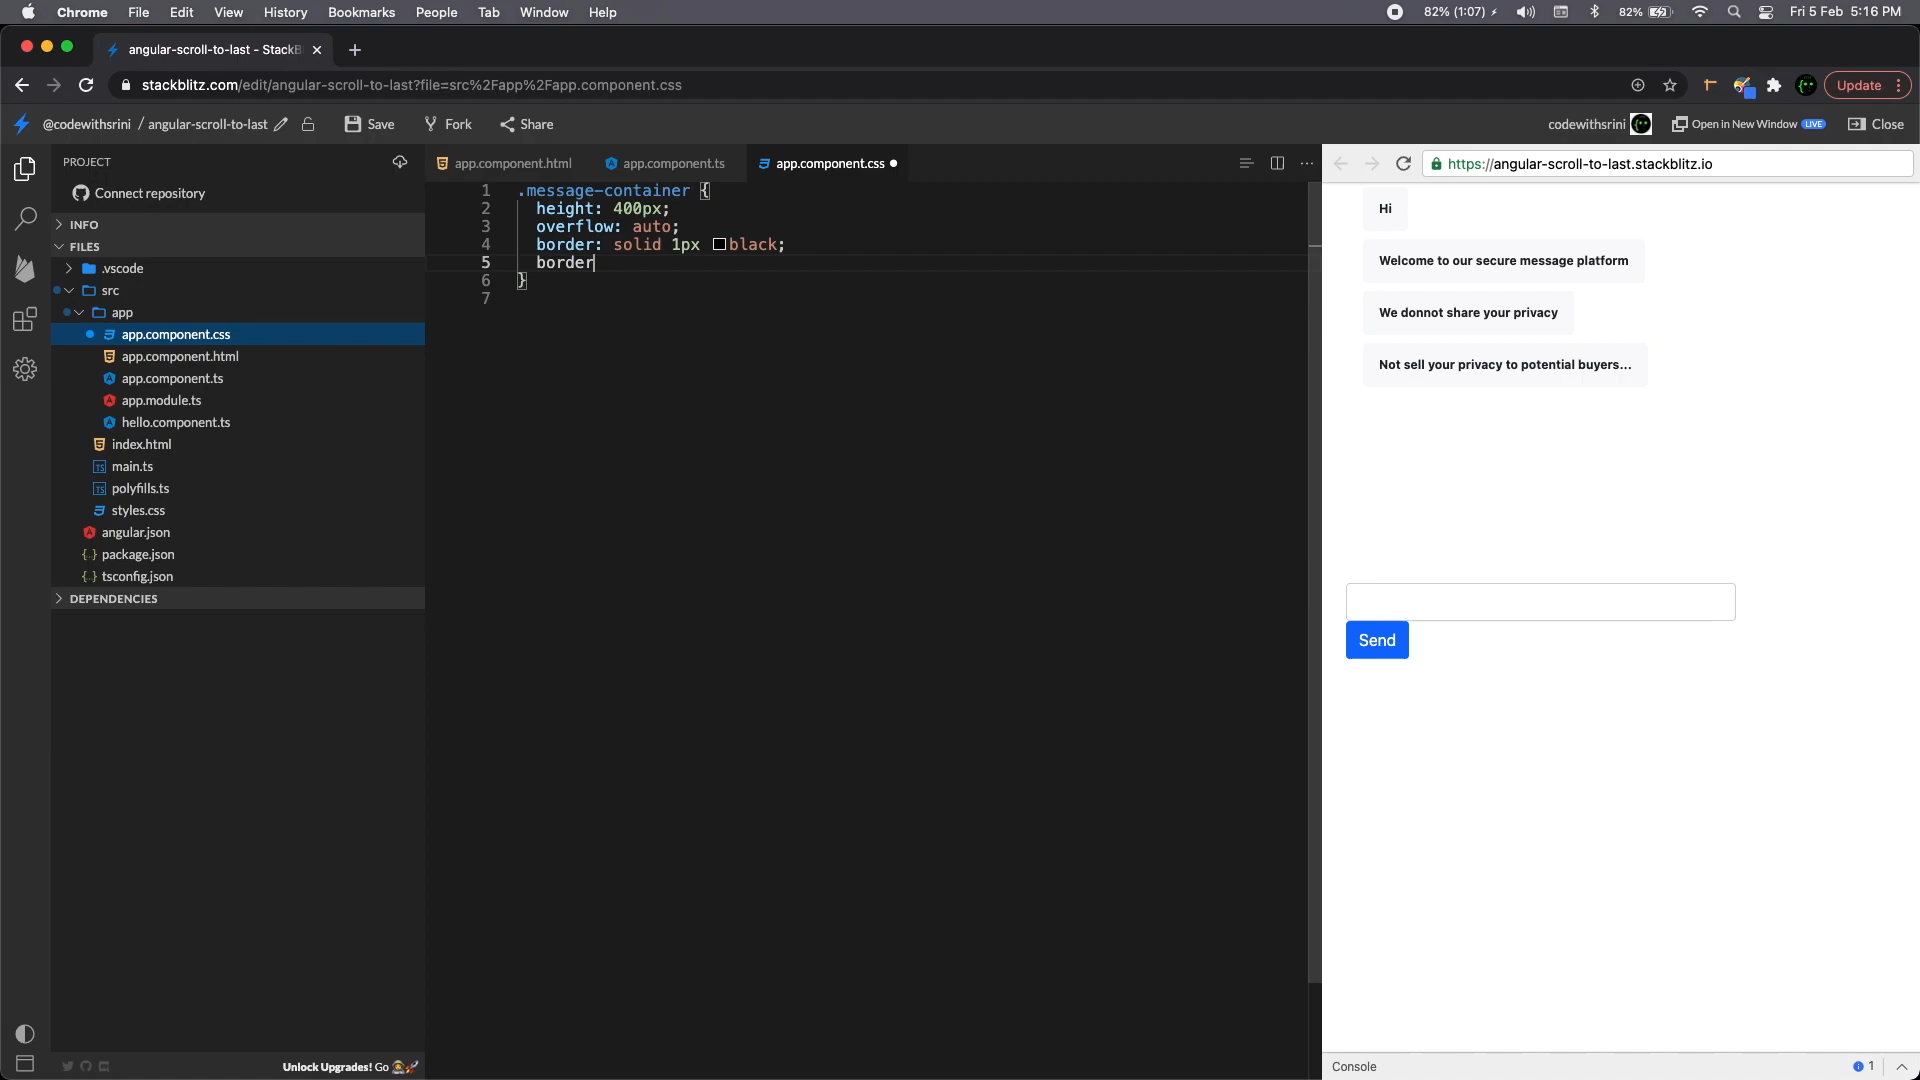 Chrome File Edit View History Bookmarks People Tab Window Help 82% (1:07) 82% Fri 5 Feb 5:16 PM
angular-scroll-to-last - StackB
stackblitz.com/edit/angular-scroll-to-last?file=src%2Fapp%2Fapp.component.css Update
@codewithsrini / angular-scroll-to-last Save Fork Share codewithsrini Open in New Window LIVE Close
PROJECT
Connect repository
INFO
FILES
.vscode
src
app
app.component.css
app.component.html
app.component.ts
app.module.ts
hello.component.ts
index.html
main.ts
polyfills.ts
styles.css
angular.json
package.json
tsconfig.json
DEPENDENCIES
Unlock Upgrades! Go
app.component.html app.component.ts app.component.css
1 .message-container {
2 height: 400px;
3 overflow: auto;
4 border: solid 1px black;
5 border
6 }
7
https://angular-scroll-to-last.stackblitz.io
Hi
Welcome to our secure message platform
We donnot share your privacy
Not sell your privacy to potential buyers...
Send
Console 1